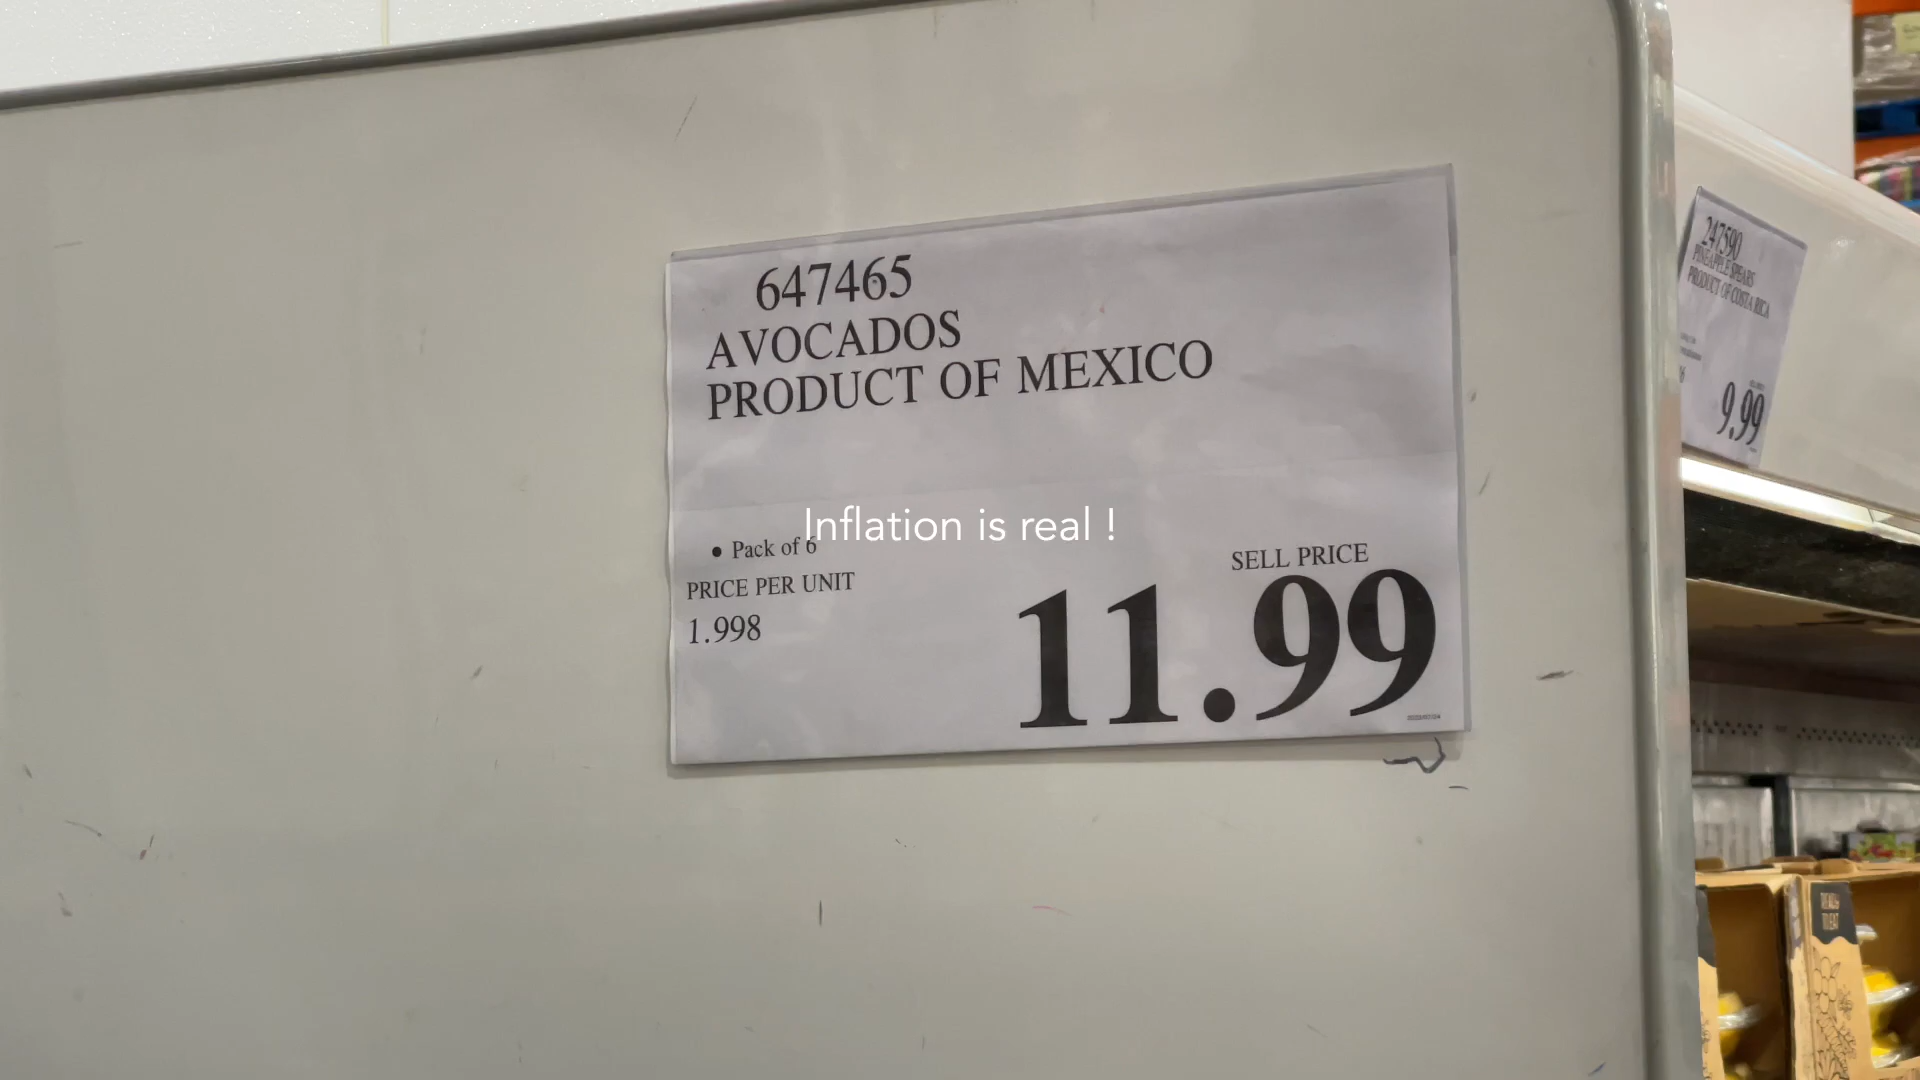 647465
AVOCADOS
PRODUCT OF MEXICO
Inflation is real !
• Pack of 6
PRICE PER UNIT
1.998
SELL PRICE
11.99
247590
PINEAPPLE SPEARS
PRODUCT OF COSTA RICA
9.99